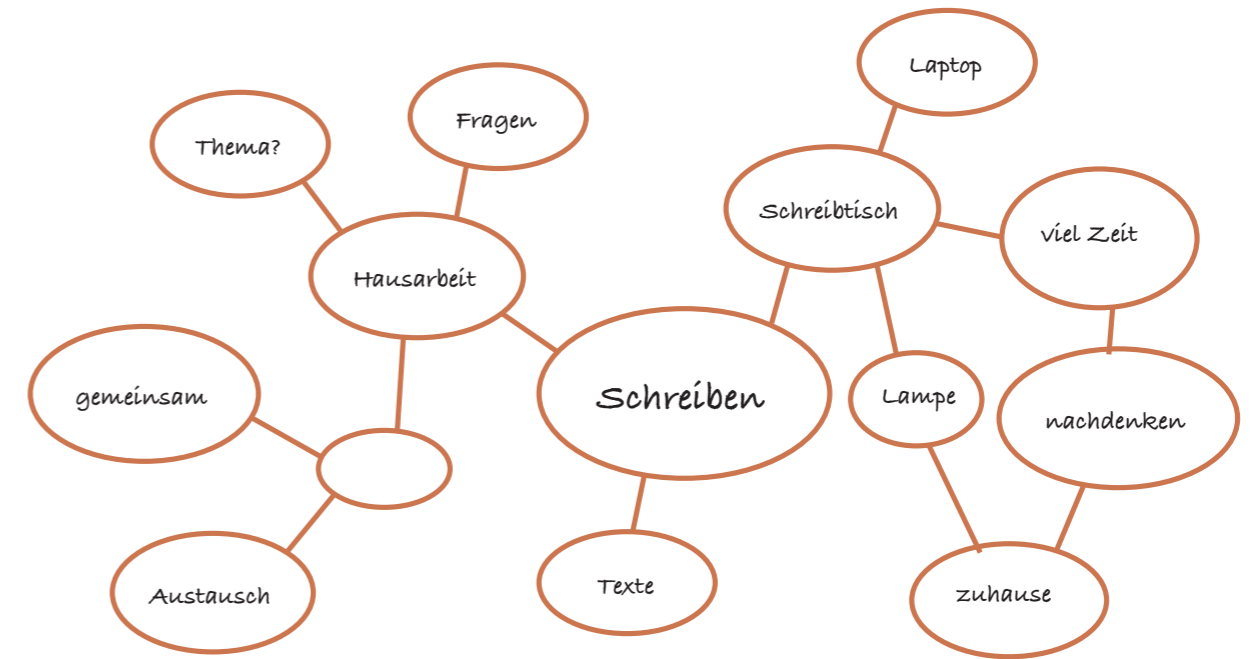 Laptop
Fragen
Thema?
Schreibtisch
viel Zeit
Hausarbeit
Schreiben
Lampe
gemeinsam
nachdenken
Texte
zuhause
Austausch